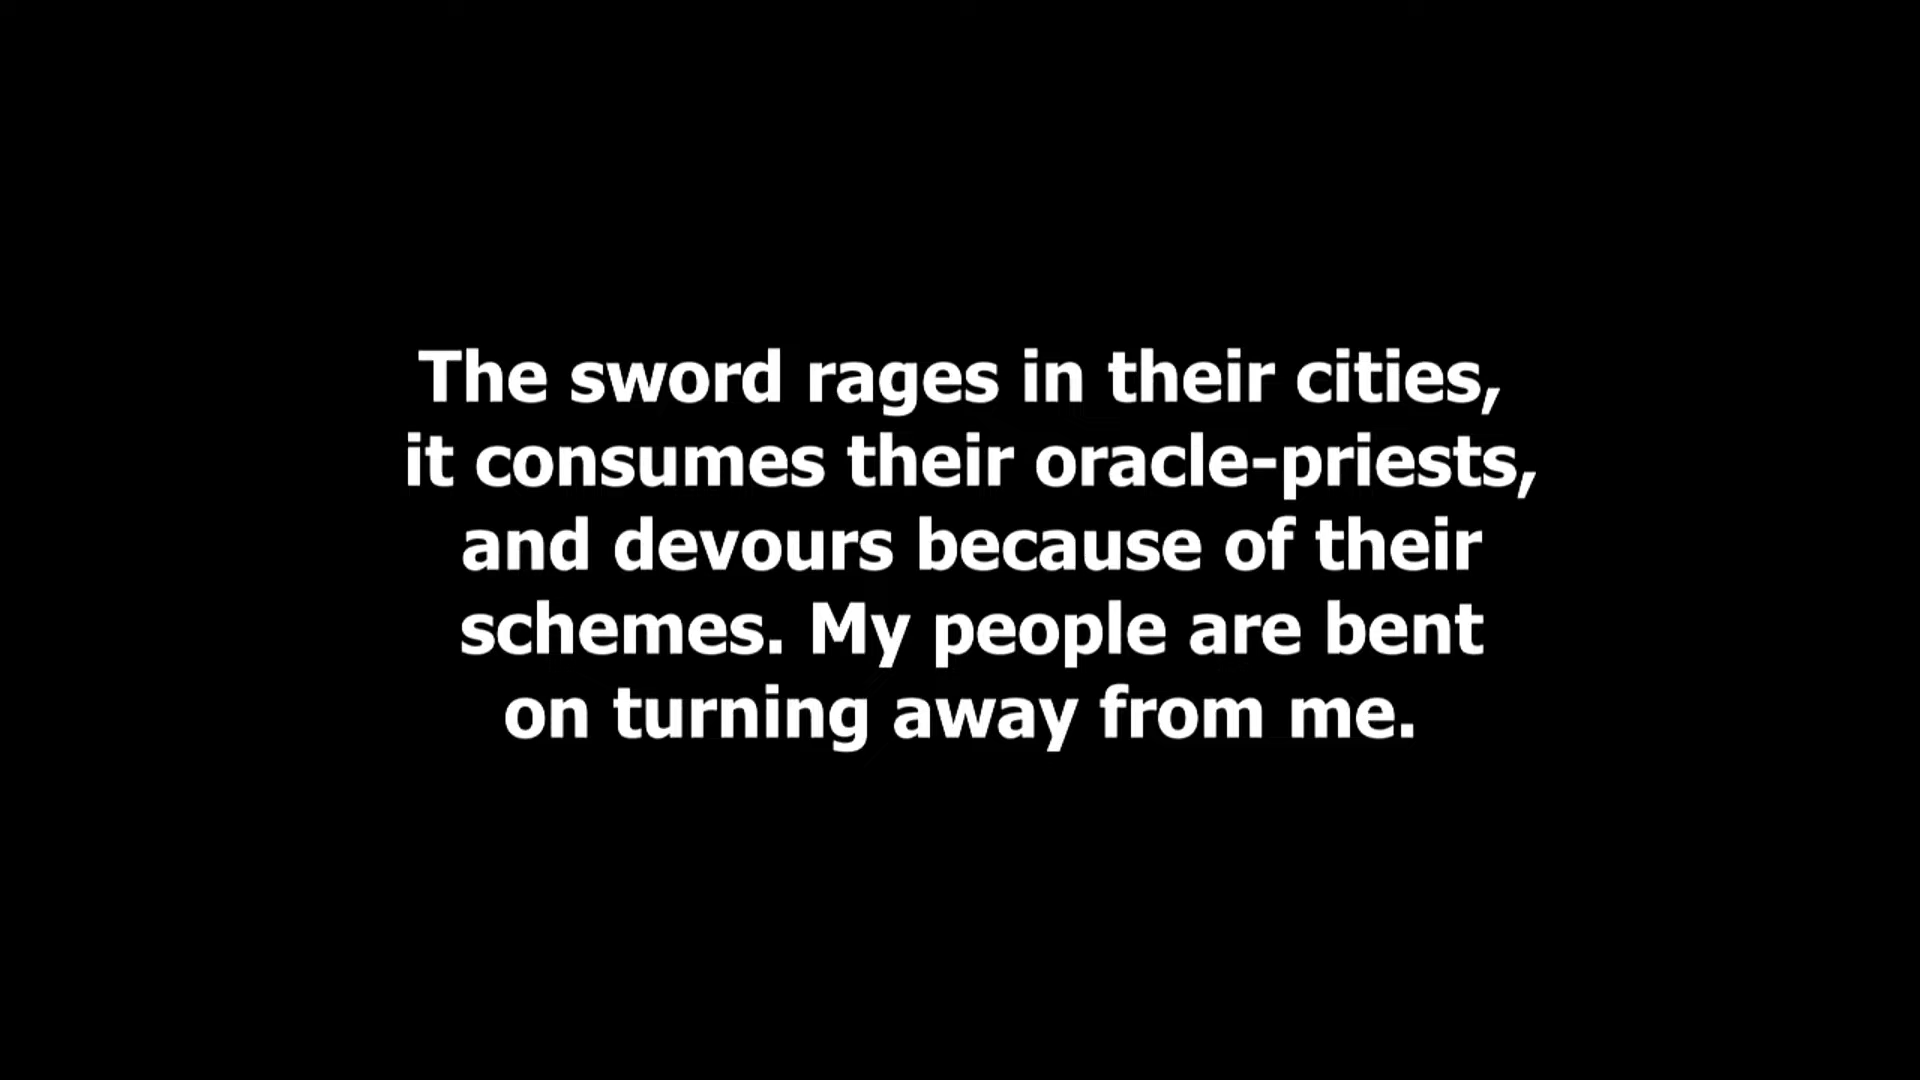 The sword rages in their cities,
it consumes their oracle-priests,
and devours because of their
schemes. My people are bent
on turning away from me.